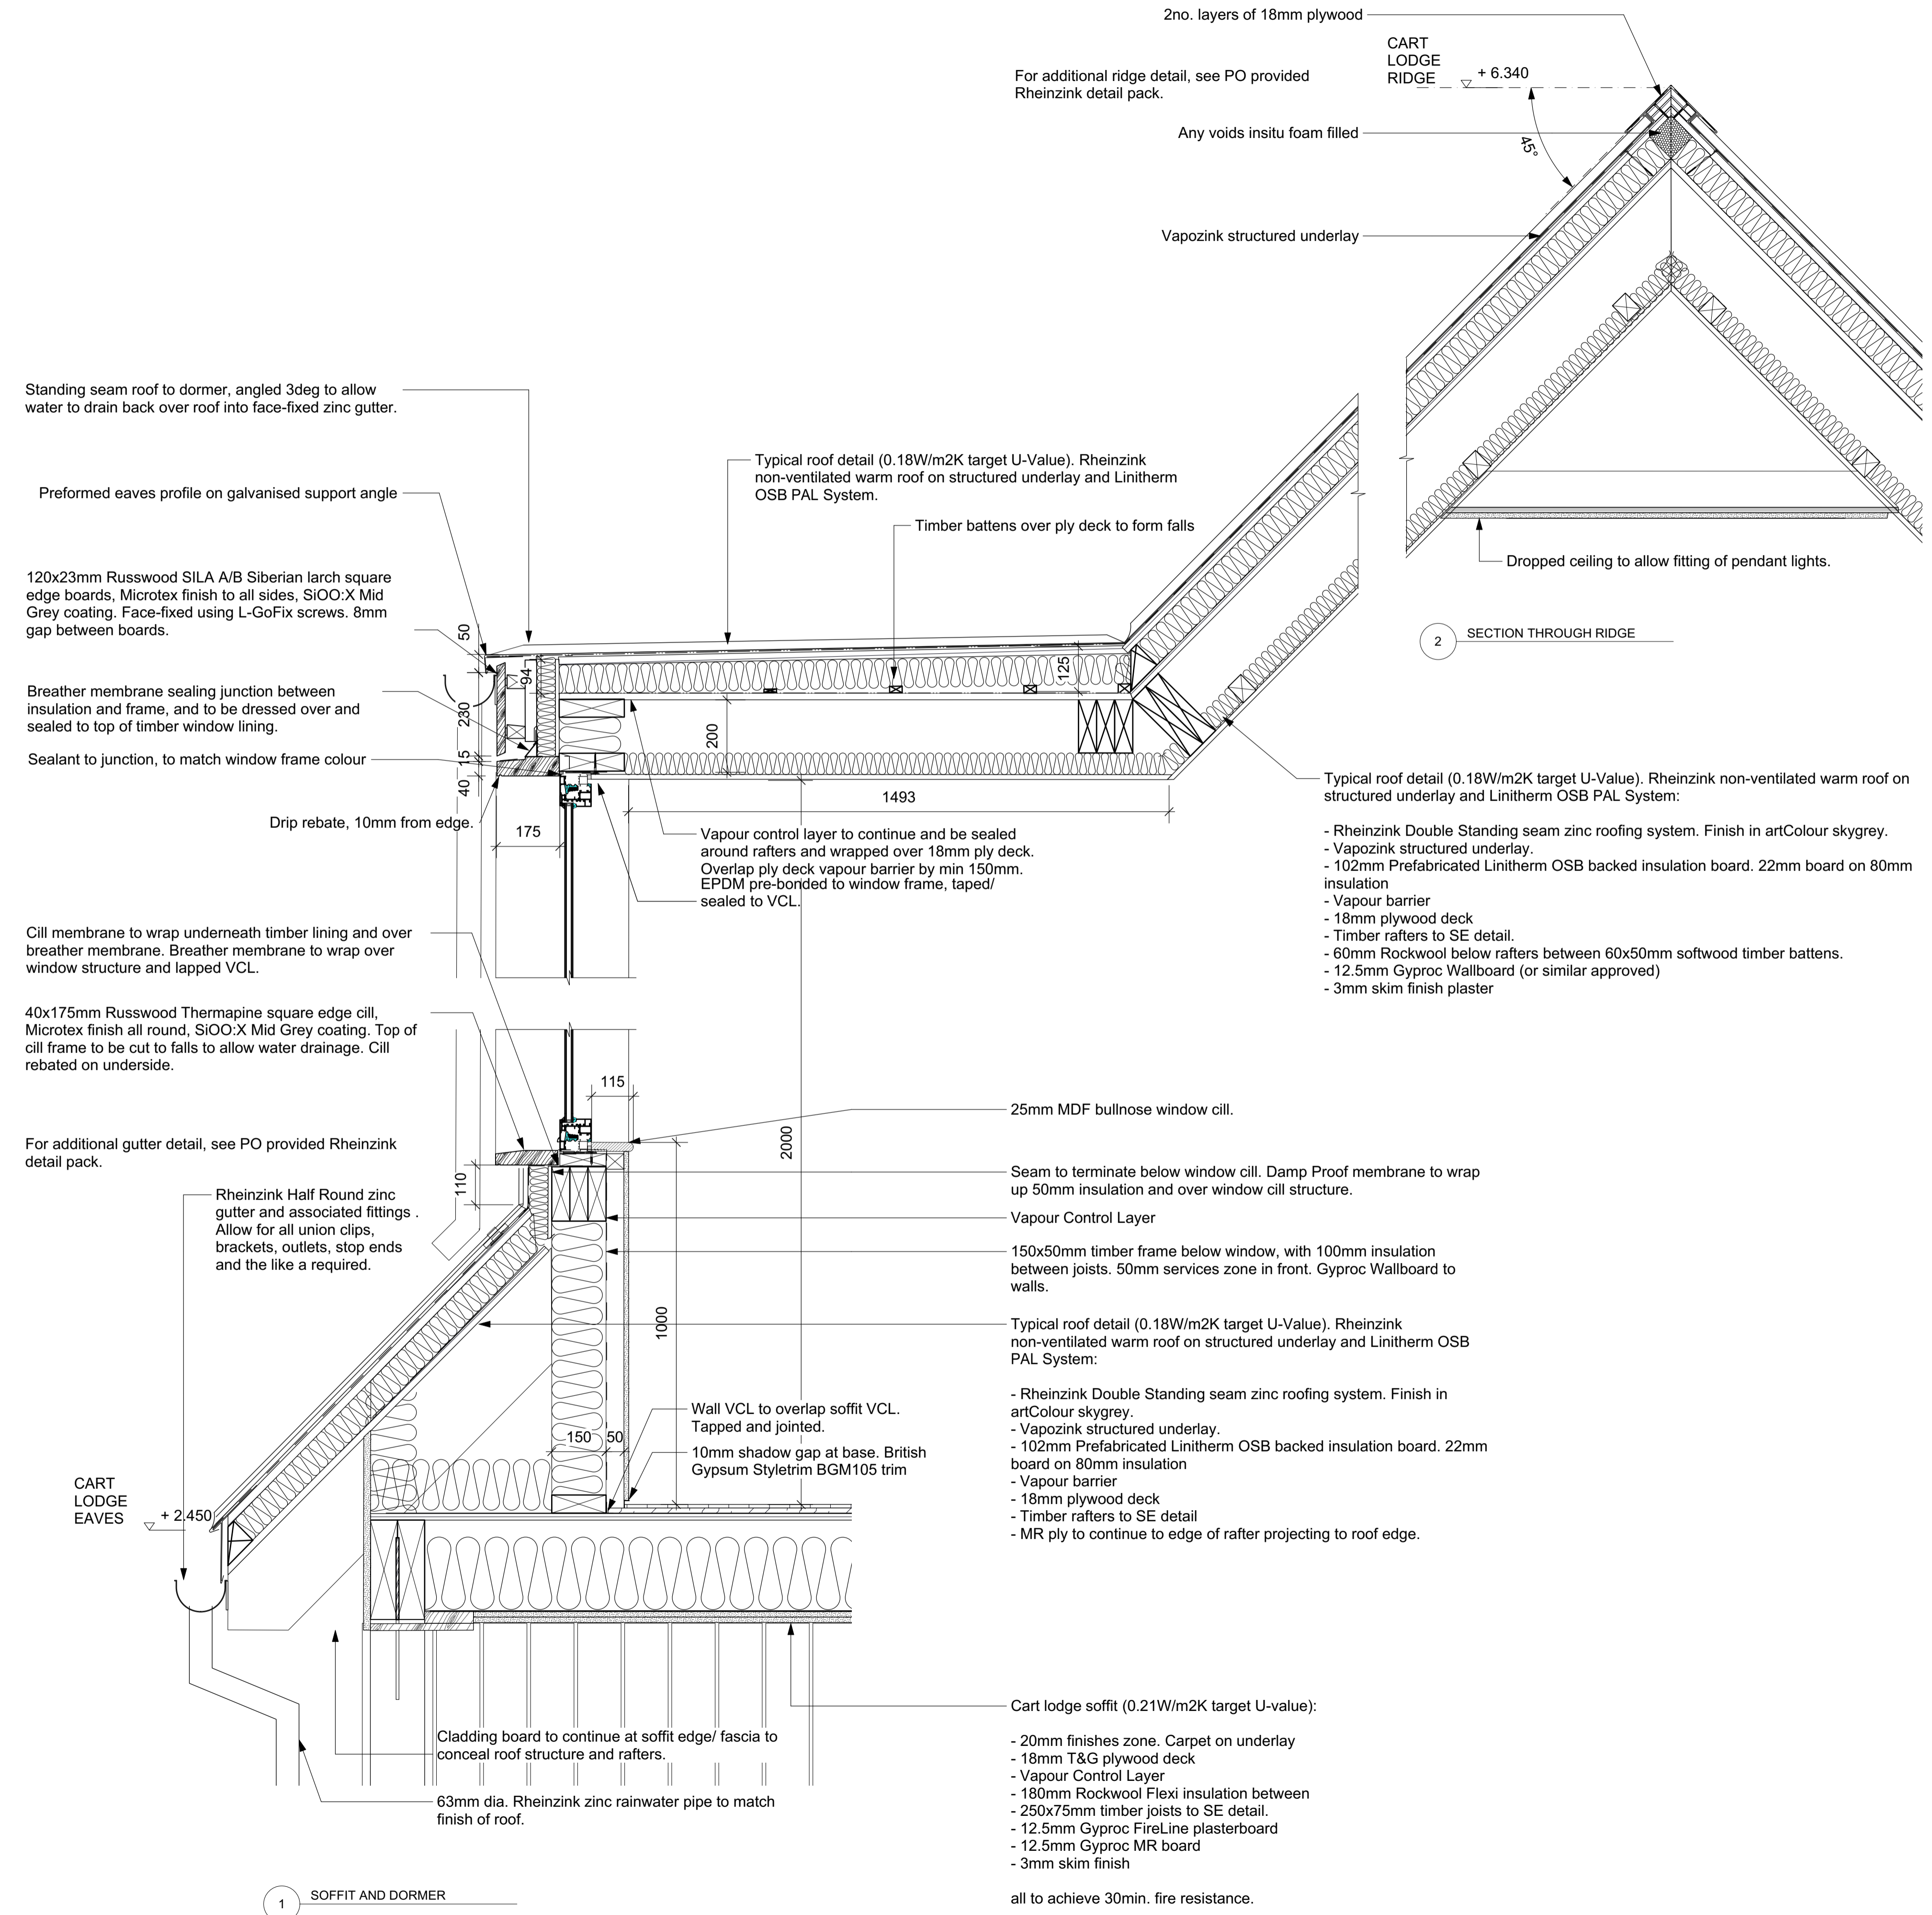 2no. layers of 18mm plywood
CART
LODGE
RIDGE
+ 6.340
For additional ridge detail, see PO provided
Rheinzink detail pack.
Any voids insitu foam filled
45°
Vapozink structured underlay
Dropped ceiling to allow fitting of pendant lights.
2
SECTION THROUGH RIDGE
Standing seam roof to dormer, angled 3deg to allow
water to drain back over roof into face-fixed zinc gutter.
Typical roof detail (0.18W/m2K target U-Value). Rheinzink
non-ventilated warm roof on structured underlay and Linitherm
OSB PAL System.
Preformed eaves profile on galvanised support angle
Timber battens over ply deck to form falls
120x23mm Russwood SILA A/B Siberian larch square
edge boards, Microtex finish to all sides, SiOO:X Mid
Grey coating. Face-fixed using L-GoFix screws. 8mm
gap between boards.
50
94
125
Breather membrane sealing junction between
insulation and frame, and to be dressed over and
sealed to top of timber window lining.
230
200
Sealant to junction, to match window frame colour
15
40
1493
Drip rebate, 10mm from edge.
175
Vapour control layer to continue and be sealed
around rafters and wrapped over 18mm ply deck.
Overlap ply deck vapour barrier by min 150mm.
EPDM pre-bonded to window frame, taped/
sealed to VCL.
Typical roof detail (0.18W/m2K target U-Value). Rheinzink non-ventilated warm roof on
structured underlay and Linitherm OSB PAL System:
- Rheinzink Double Standing seam zinc roofing system. Finish in artColour skygrey.
- Vapozink structured underlay.
- 102mm Prefabricated Linitherm OSB backed insulation board. 22mm board on 80mm
insulation
- Vapour barrier
- 18mm plywood deck
- Timber rafters to SE detail.
- 60mm Rockwool below rafters between 60x50mm softwood timber battens.
- 12.5mm Gyproc Wallboard (or similar approved)
- 3mm skim finish plaster
Cill membrane to wrap underneath timber lining and over
breather membrane. Breather membrane to wrap over
window structure and lapped VCL.
40x175mm Russwood Thermapine square edge cill,
Microtex finish all round, SiOO:X Mid Grey coating. Top of
cill frame to be cut to falls to allow water drainage. Cill
rebated on underside.
115
25mm MDF bullnose window cill.
2000
For additional gutter detail, see PO provided Rheinzink
detail pack.
110
Seam to terminate below window cill. Damp Proof membrane to wrap
up 50mm insulation and over window cill structure.
Rheinzink Half Round zinc
gutter and associated fittings .
Allow for all union clips,
brackets, outlets, stop ends
and the like a required.
Vapour Control Layer
150x50mm timber frame below window, with 100mm insulation
between joists. 50mm services zone in front. Gyproc Wallboard to
walls.
1000
Typical roof detail (0.18W/m2K target U-Value). Rheinzink
non-ventilated warm roof on structured underlay and Linitherm OSB
PAL System:
- Rheinzink Double Standing seam zinc roofing system. Finish in
artColour skygrey.
- Vapozink structured underlay.
- 102mm Prefabricated Linitherm OSB backed insulation board. 22mm
board on 80mm insulation
- Vapour barrier
- 18mm plywood deck
- Timber rafters to SE detail
- MR ply to continue to edge of rafter projecting to roof edge.
Wall VCL to overlap soffit VCL.
Tapped and jointed.
150
50
10mm shadow gap at base. British
Gypsum Styletrim BGM105 trim
CART
LODGE
EAVES
+ 2.450
Cladding board to continue at soffit edge/ fascia to
conceal roof structure and rafters.
63mm dia. Rheinzink zinc rainwater pipe to match
finish of roof.
Cart lodge soffit (0.21W/m2K target U-value):
- 20mm finishes zone. Carpet on underlay
- 18mm T&G plywood deck
- Vapour Control Layer
- 180mm Rockwool Flexi insulation between
- 250x75mm timber joists to SE detail.
- 12.5mm Gyproc FireLine plasterboard
- 12.5mm Gyproc MR board
- 3mm skim finish
all to achieve 30min. fire resistance.
1
SOFFIT AND DORMER